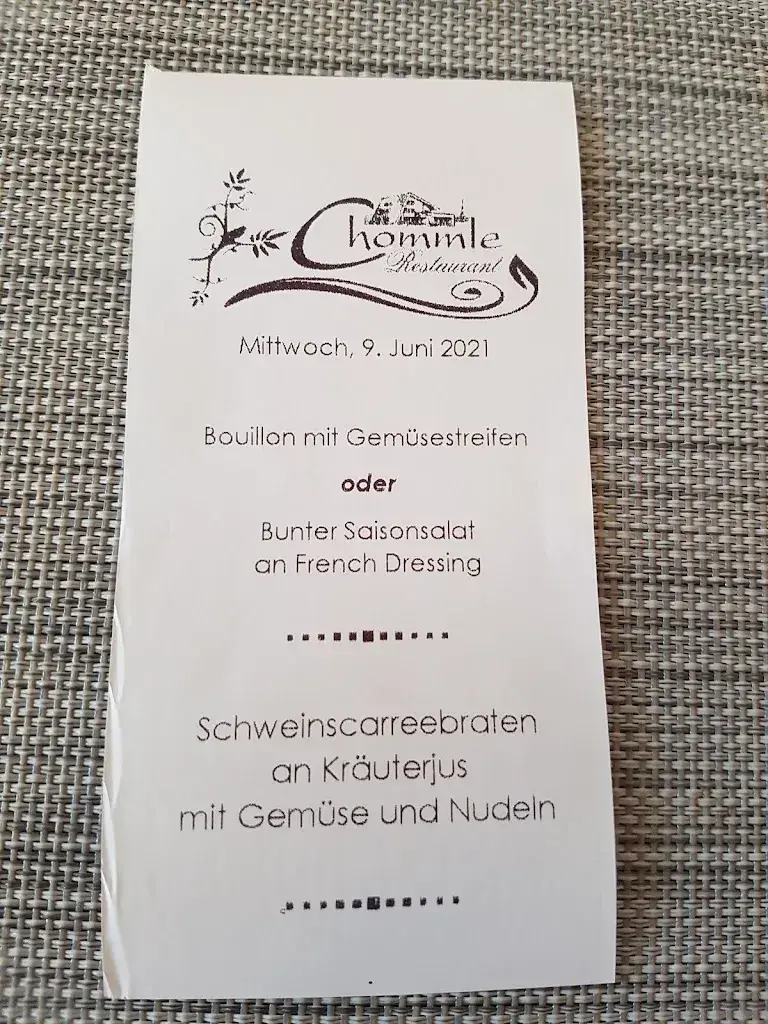 Chommle
Restaurant
Mittwoch, 9. Juni 2021
Bouillon mit Gemüsestreifen
oder
Bunter Saisonsalat
an French Dressing
Schweinscarreebraten
an Kräuterjus
mit Gemüse und Nudeln